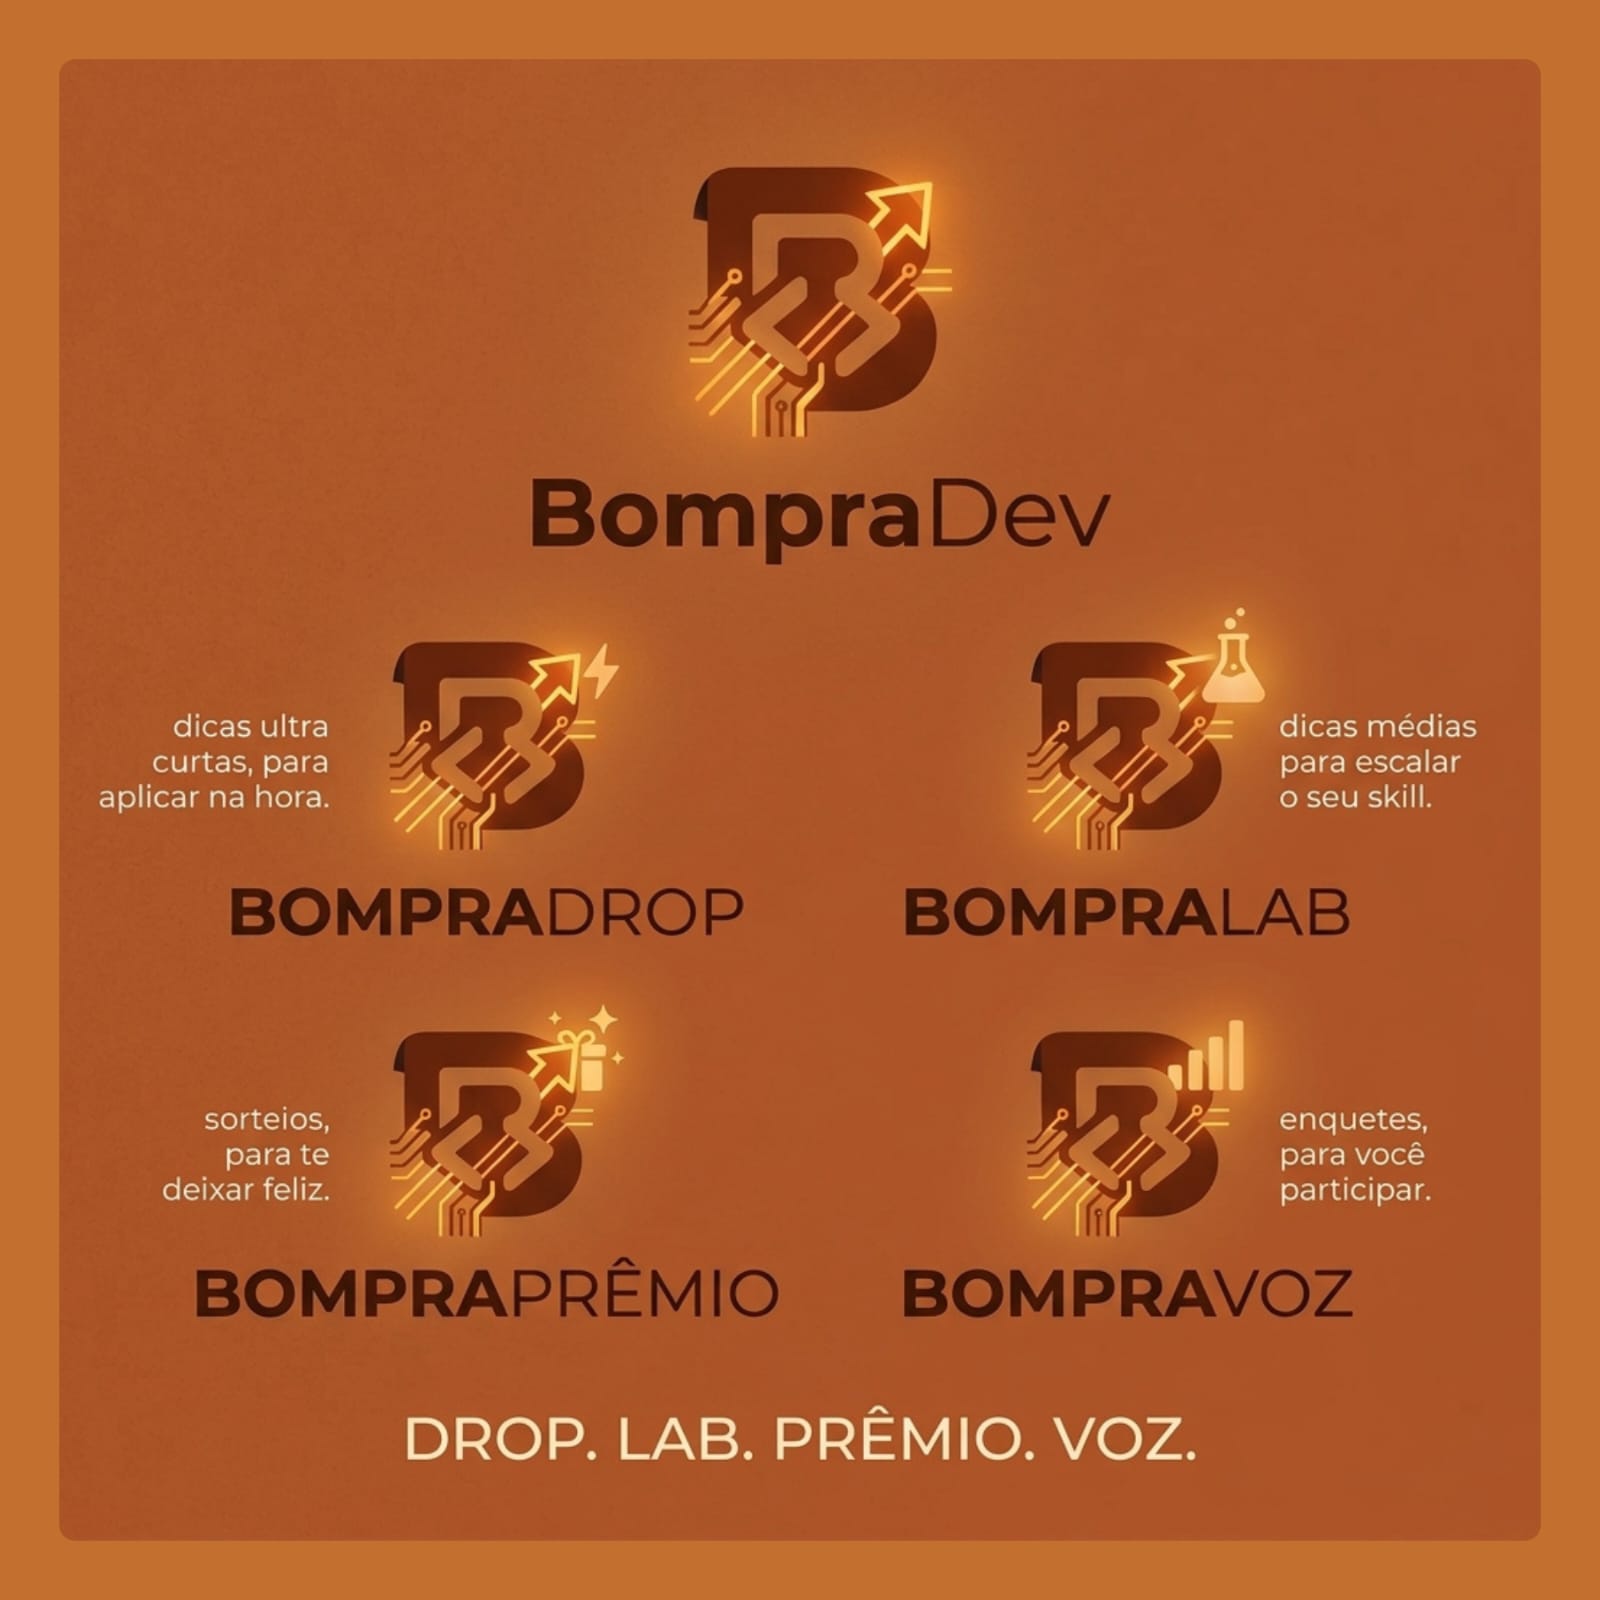 BompraDev
dicas ultra
curtas, para
aplicar na hora.
BOMPRADROP
dicas médias
para escalar
o seu skill.
BOMPRALAB
sorteios,
para te
deixar feliz.
BOMPRAPRÊMIO
enquetes,
para você
participar.
BOMPRAVOZ
DROP. LAB. PRÊMIO. VOZ.